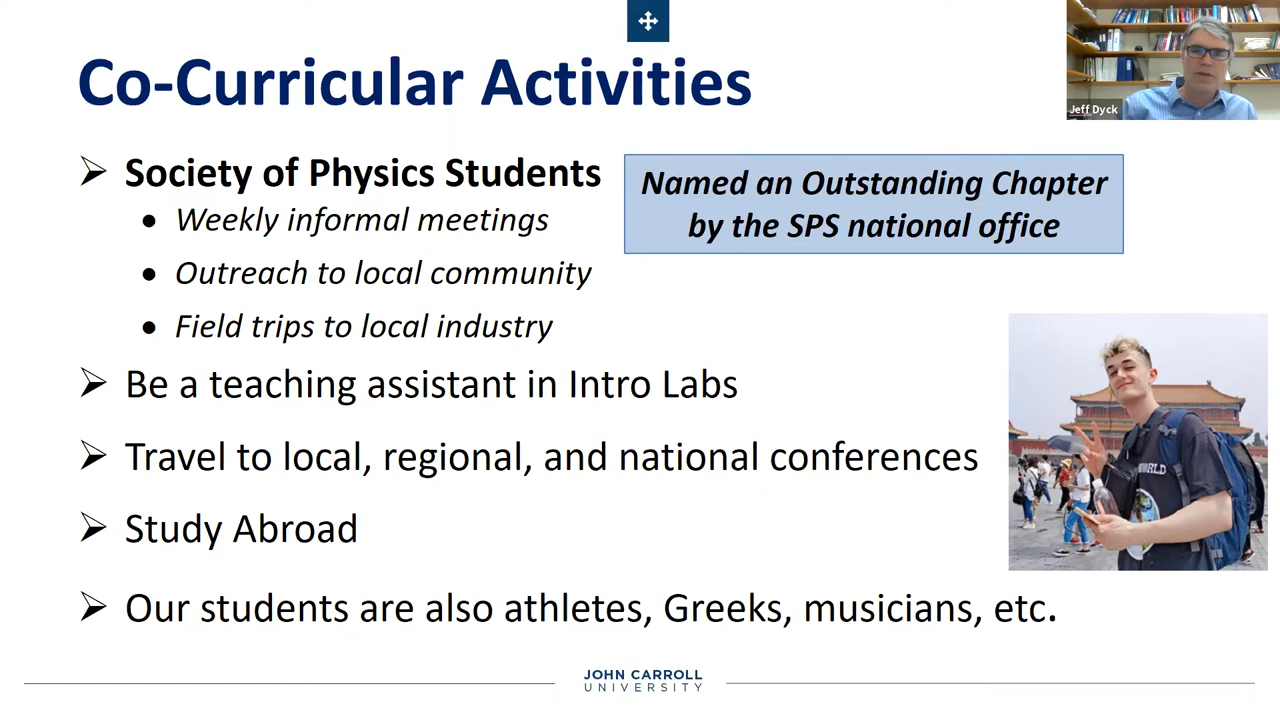 Co-Curricular Activities
Jeff Dyck
Society of Physics Students
Named an Outstanding Chapter
by the SPS national office
Weekly informal meetings
Outreach to local community
Field trips to local industry
Be a teaching assistant in Intro Labs
Travel to local, regional, and national conferences
Study Abroad
Our students are also athletes, Greeks, musicians, etc.
JOHN CARROLL
UNIVERSITY